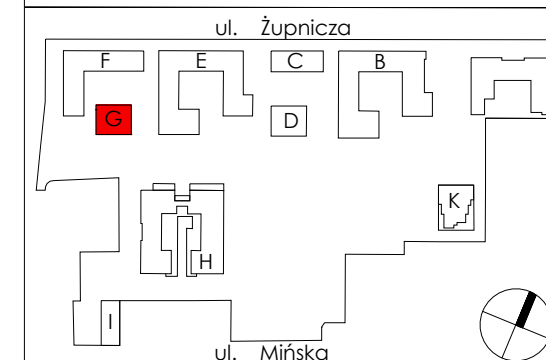 ul. Żupnicza
F E C B
G D
K
H
I
ul. Mińska